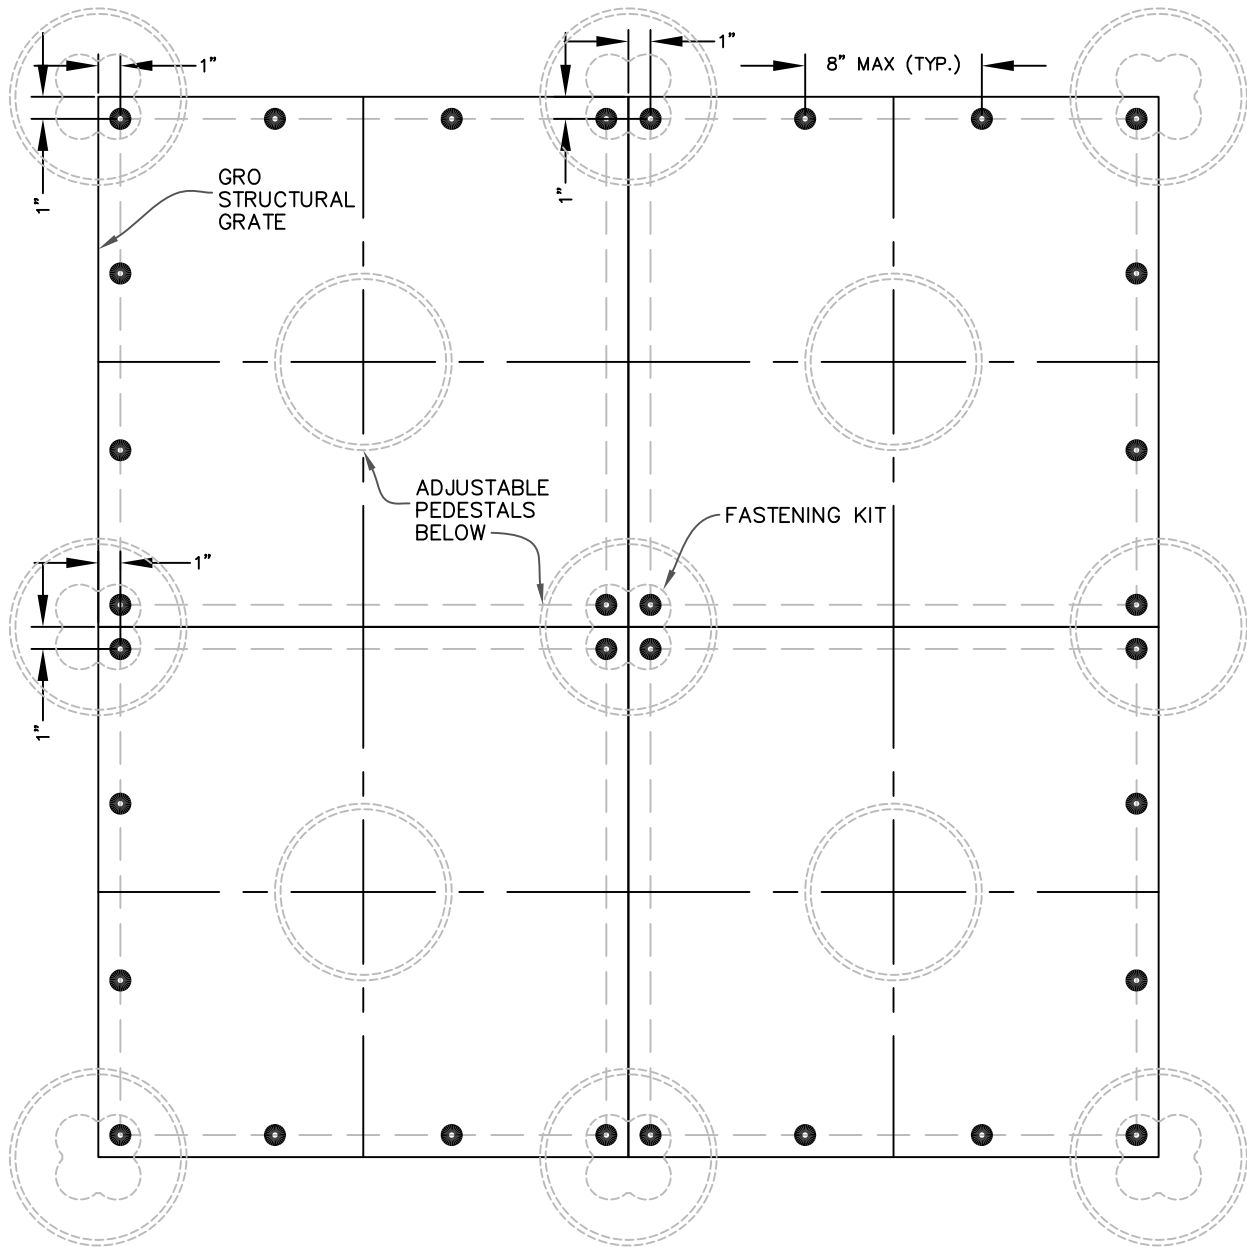 1"
1"
8" MAX (TYP.)
1"
1"
GRO
STRUCTURAL
GRATE
ADJUSTABLE
PEDESTALS
BELOW
FASTENING KIT
1"
1"